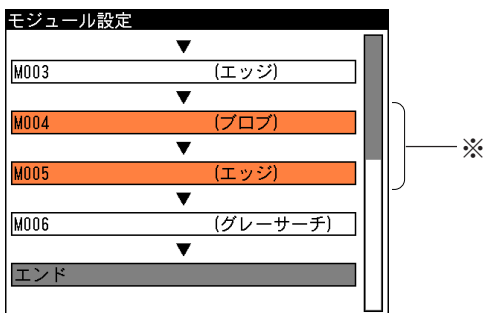 モジュール設定
▼
M003 (エッジ)
▼
M004 (ブロブ)
▼
M005 (エッジ)
▼
M006 (グレーサーチ)
▼
エンド
※